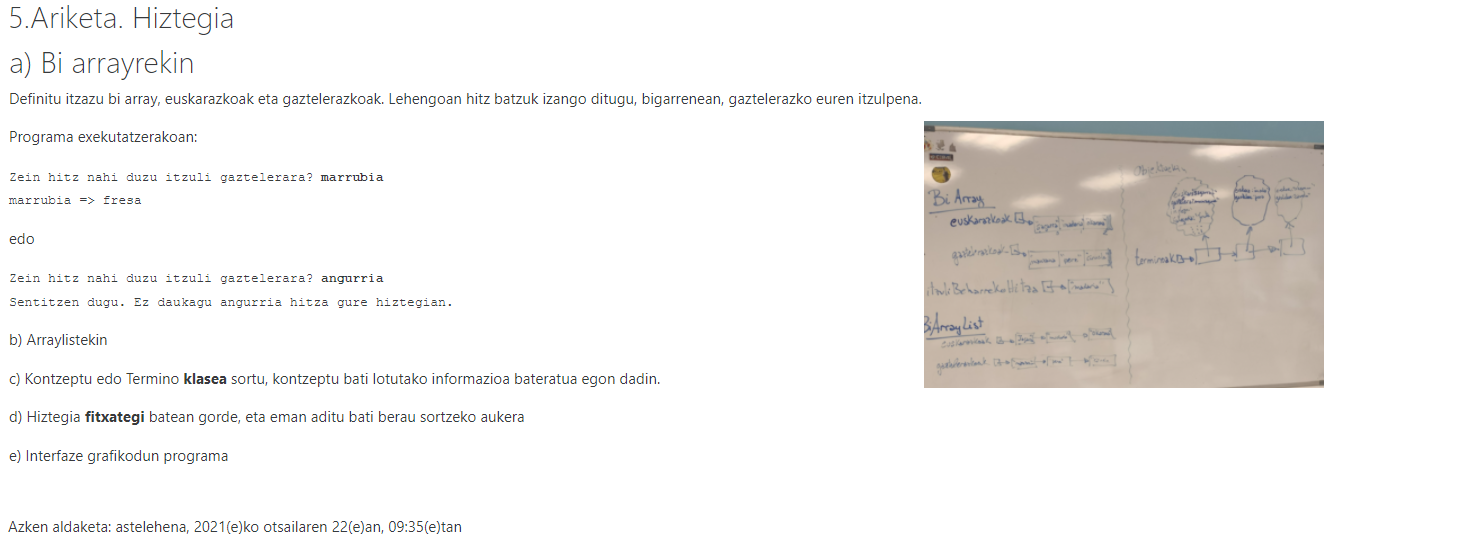 5.Ariketa. Hiztegia
a) Bi arrayrekin
Definitu itzazu bi array, euskarazkoak eta gaztelerazkoak. Lehengoan hitz batzuk izango ditugu, bigarrenean, gaztelerazko euren itzulpena.
Programa exekutatzerakoan:
Zein hitz nahi duzu itzuli gaztelerara? marrubia
marrubia => fresa
edo
Zein hitz nahi duzu itzuli gaztelerara? angurria
Sentitzen dugu. Ez daukagu angurria hitza gure hiztegian.
b) Arraylistekin
c) Kontzeptu edo Termino klasea sortu, kontzeptu bati lotutako informazioa bateratua egon dadin.
d) Hiztegia fitxategi batean gorde, eta eman aditu bati berau sortzeko aukera
e) Interfaze grafikodun programa
Azken aldaketa: astelehena, 2021(e)ko otsailaren 22(e)an, 09:35(e)tan
Bi Array
euskarazkoak
gaztelerazkoak
itzuliBeharrekoHitza
Bi ArrayList
euskarazkoak
gaztelerazkoak
terminoak